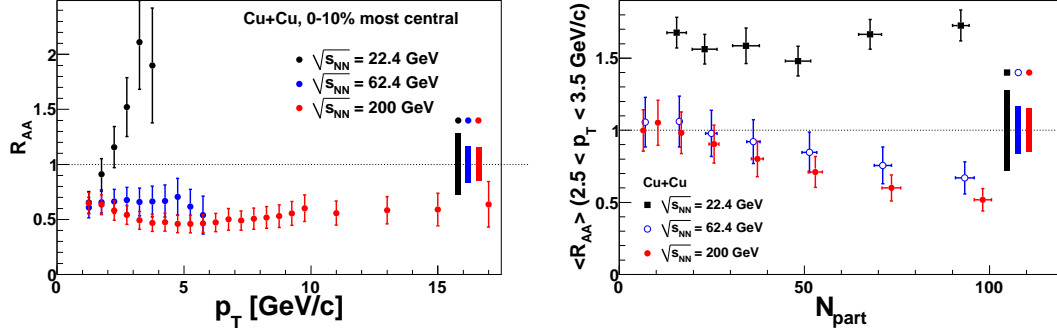 Cu+Cu, 0-10% most central
√sNN = 22.4 GeV
√sNN = 62.4 GeV
√sNN = 200 GeV
RAA
2
1.5
1
0.5
0
0 5 10 15
pT [GeV/c]
<RAA> (2.5 < pT < 3.5 GeV/c)
2
1.5
1
0.5
0
Cu+Cu
√sNN = 22.4 GeV
√sNN = 62.4 GeV
√sNN = 200 GeV
0 50 100
Npart